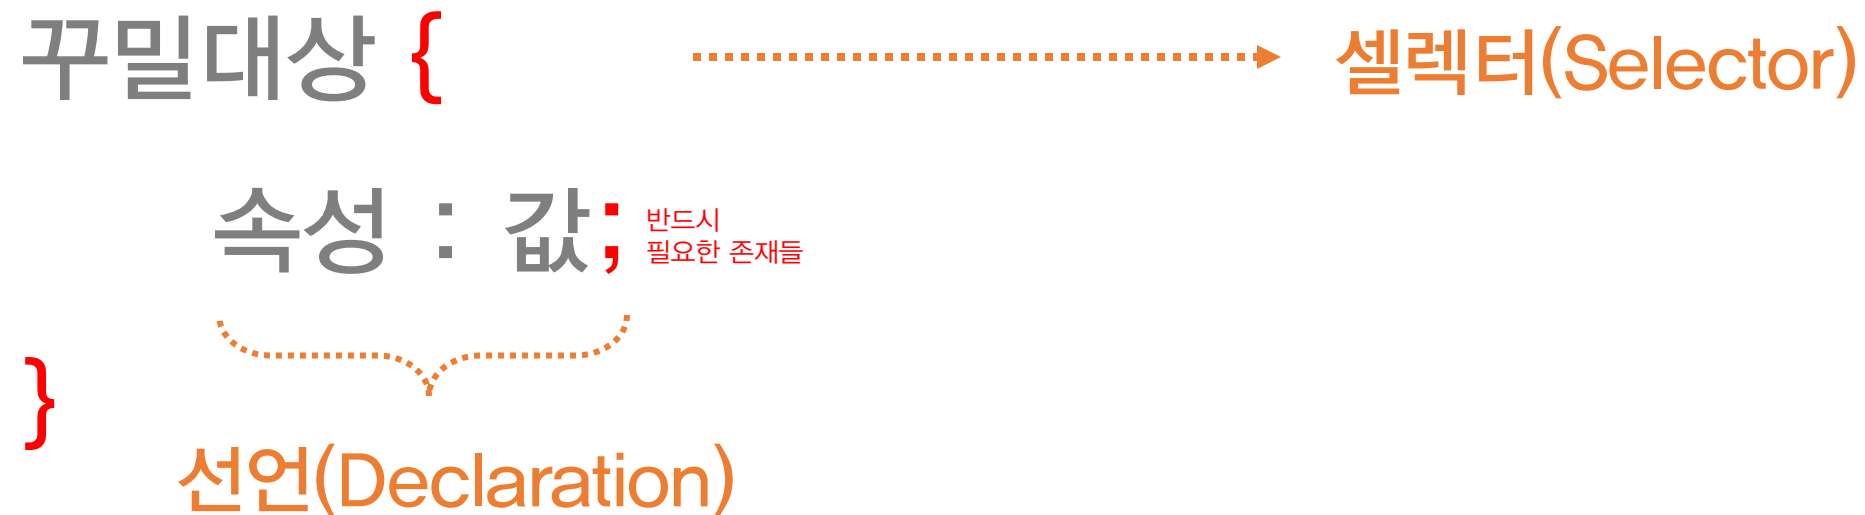 꾸밀대상 {
셀렉터(Selector)
속성 : 값;
반드시
필요한 존재들
}
선언(Declaration)